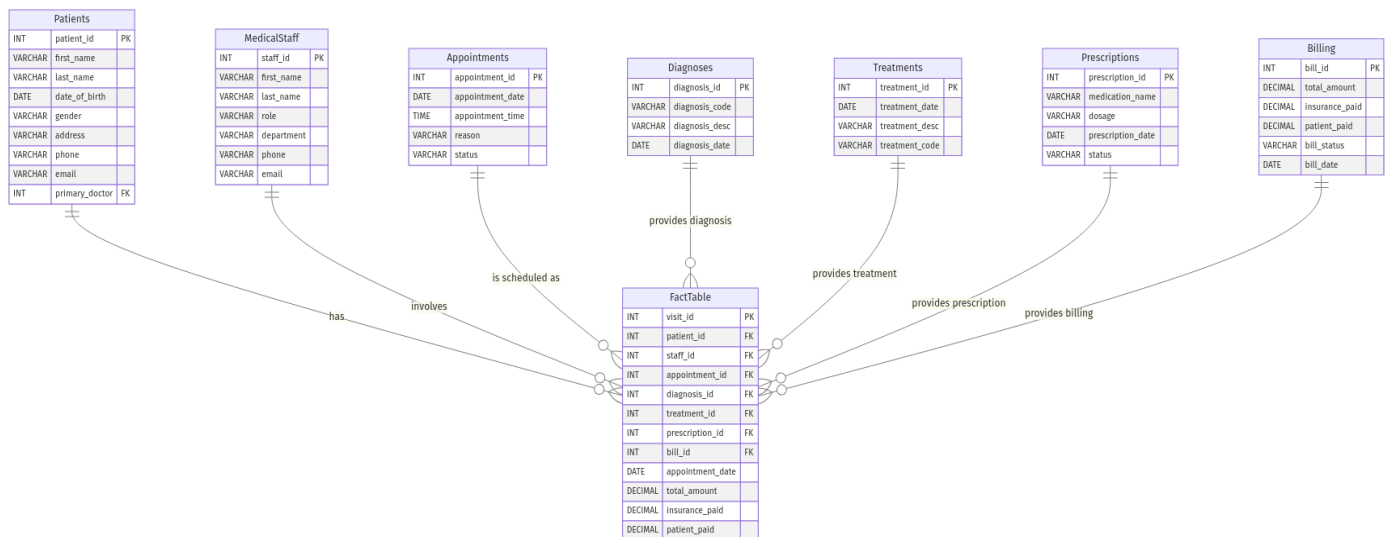 Patients
INT patient_id PK
VARCHAR first_name
VARCHAR last_name
DATE date_of_birth
VARCHAR gender
VARCHAR address
VARCHAR phone
VARCHAR email
INT primary_doctor FK
MedicalStaff
INT staff_id PK
VARCHAR first_name
VARCHAR last_name
VARCHAR role
VARCHAR department
VARCHAR phone
VARCHAR email
Appointments
INT appointment_id PK
DATE appointment_date
TIME appointment_time
VARCHAR reason
VARCHAR status
Diagnoses
INT diagnosis_id PK
VARCHAR diagnosis_code
VARCHAR diagnosis_desc
DATE diagnosis_date
Treatments
INT treatment_id PK
DATE treatment_date
VARCHAR treatment_desc
VARCHAR treatment_code
Prescriptions
INT prescription_id PK
VARCHAR medication_name
VARCHAR dosage
DATE prescription_date
VARCHAR status
Billing
INT bill_id PK
DECIMAL total_amount
DECIMAL insurance_paid
DECIMAL patient_paid
VARCHAR bill_status
DATE bill_date
has
involves
is scheduled as
provides diagnosis
provides treatment
provides prescription
provides billing
FactTable
INT visit_id PK
INT patient_id FK
INT staff_id FK
INT appointment_id FK
INT diagnosis_id FK
INT treatment_id FK
INT prescription_id FK
INT bill_id FK
DATE appointment_date
DECIMAL total_amount
DECIMAL insurance_paid
DECIMAL patient_paid